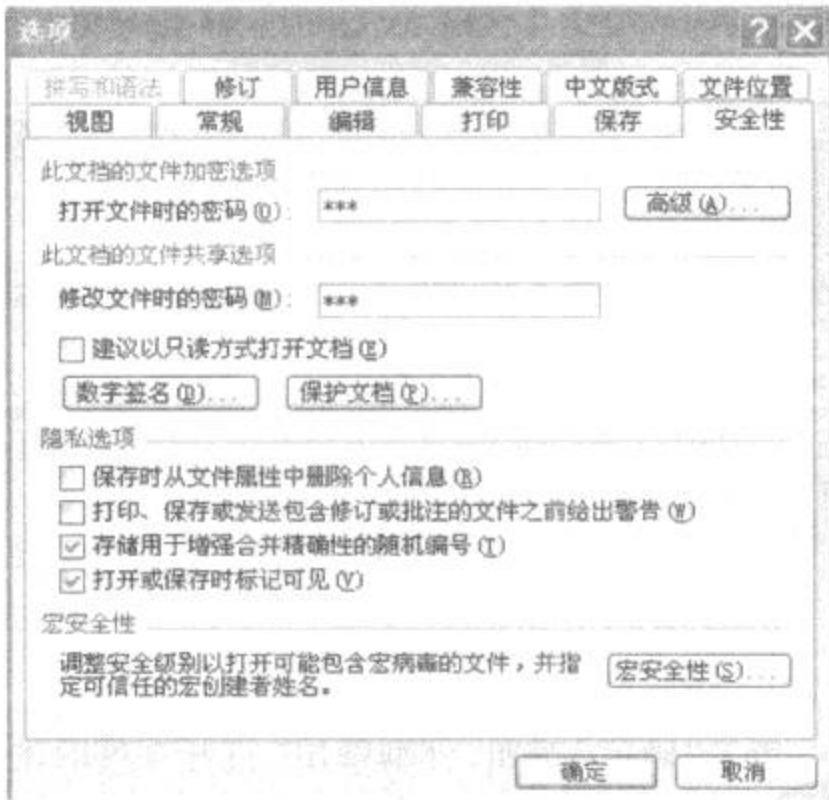 选项
拼写和语法 修订 用户信息 兼容性 中文版式 文件位置
视图 常规 编辑 打印 保存 安全性
此文档的文件加密选项
打开文件时的密码(O): *** 高级(A)...
此文档的文件共享选项
修改文件时的密码(M): ***
建议以只读方式打开文档(E)
数字签名(D)... 保护文档(P)...
隐私选项
保存时从文件属性中删除个人信息(R)
打印、保存或发送包含修订或批注的文件之前给出警告(W)
存储用于增强合并精确性的随机编号(T)
打开或保存时标记可见(V)
宏安全性
调整安全级别以打开可能包含宏病毒的文件，并指
定可信任的宏创建者姓名。 宏安全性(S)...
确定 取消